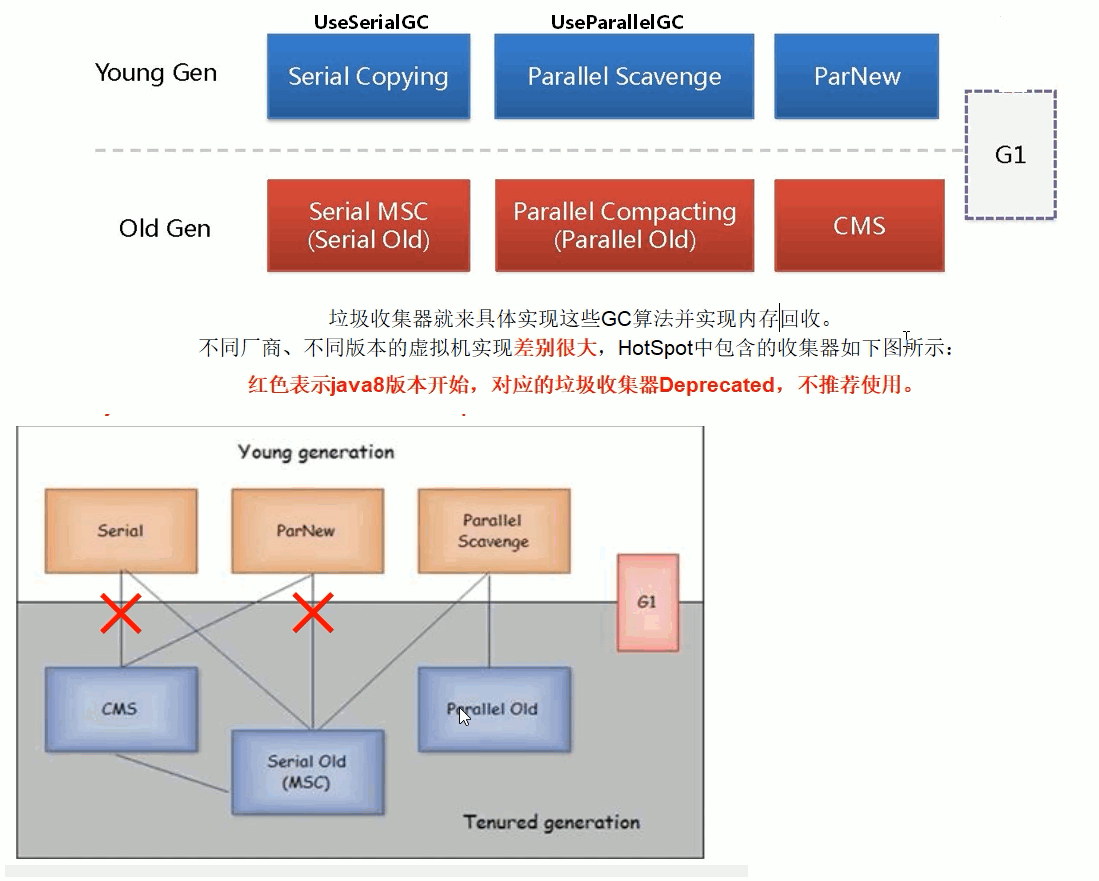 UseSerialGC UseParallelGC
Young Gen Serial Copying Parallel Scavenge ParNew
G1
Old Gen Serial MSC (Serial Old) Parallel Compacting (Parallel Old) CMS
垃圾收集器就来具体实现这些GC算法并实现内存回收。
不同厂商、不同版本的虚拟机实现差别很大，HotSpot中包含的收集器如下图所示：
红色表示java8版本开始，对应的垃圾收集器Deprecated，不推荐使用。
Young generation
Serial ParNew Parallel Scavenge
G1
CMS Serial Old (MSC) Parallel Old
Tenured generation